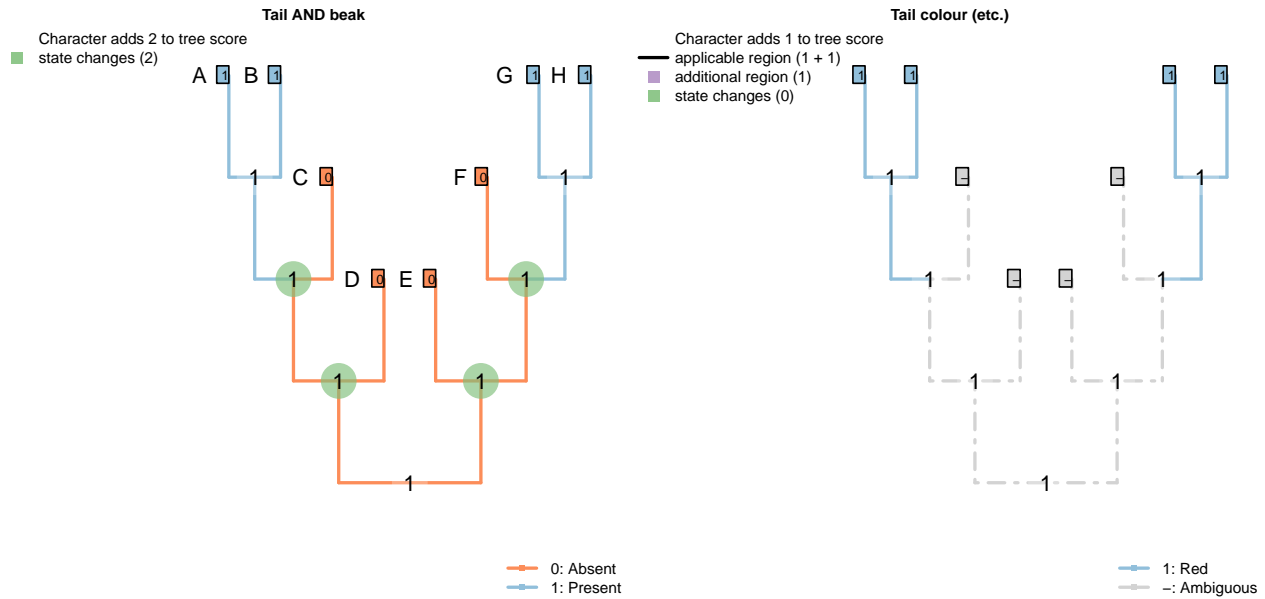 Tail AND beak
Character adds 2 to tree score
state changes (2)
A 1 B 1 G 1 H 1
1 C 0 F 0 1
1 D 0 E 0 1
1 1
1
0: Absent
1: Present
Tail colour (etc.)
Character adds 1 to tree score
applicable region (1 + 1)
additional region (1)
state changes (0)
1 1 1 1
1 – – 1
1 – – 1
1 1
1
1: Red
–: Ambiguous